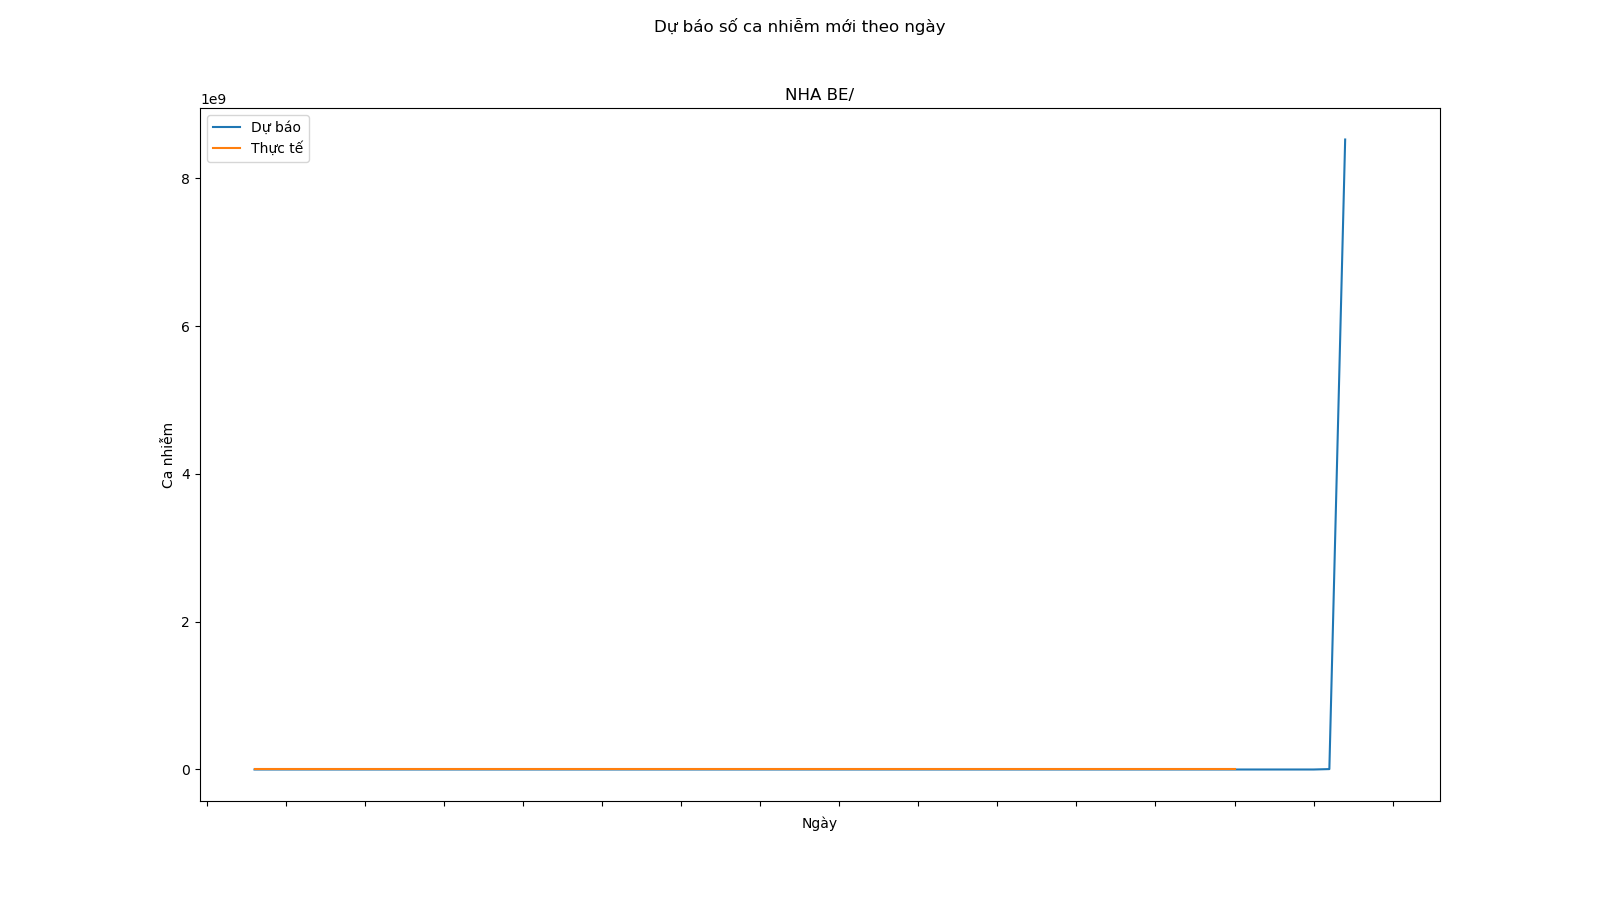 Dự báo số ca nhiễm mới theo ngày
NHA BE/
1e9
Dự báo
Thực tế
8
6
4
2
0
Ca nhiễm
Ngày